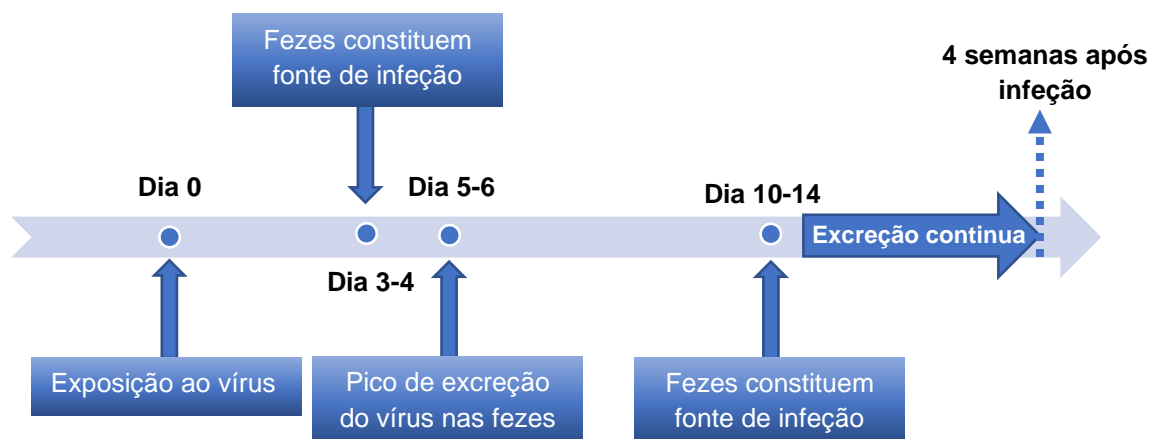 Fezes constituem
fonte de infeção
4 semanas após
infeção
Dia 0
Dia 5-6
Dia 10-14
Excreção continua
Dia 3-4
Exposição ao vírus
Pico de excreção
do vírus nas fezes
Fezes constituem
fonte de infeção